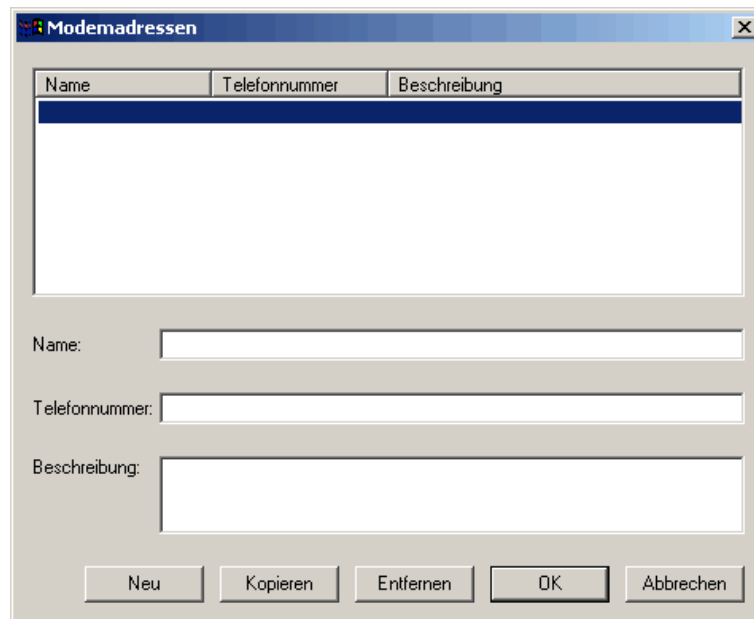 Modemadressen
Name Telefonnummer Beschreibung
Name:
Telefonnummer:
Beschreibung:
Neu Kopieren Entfernen OK Abbrechen